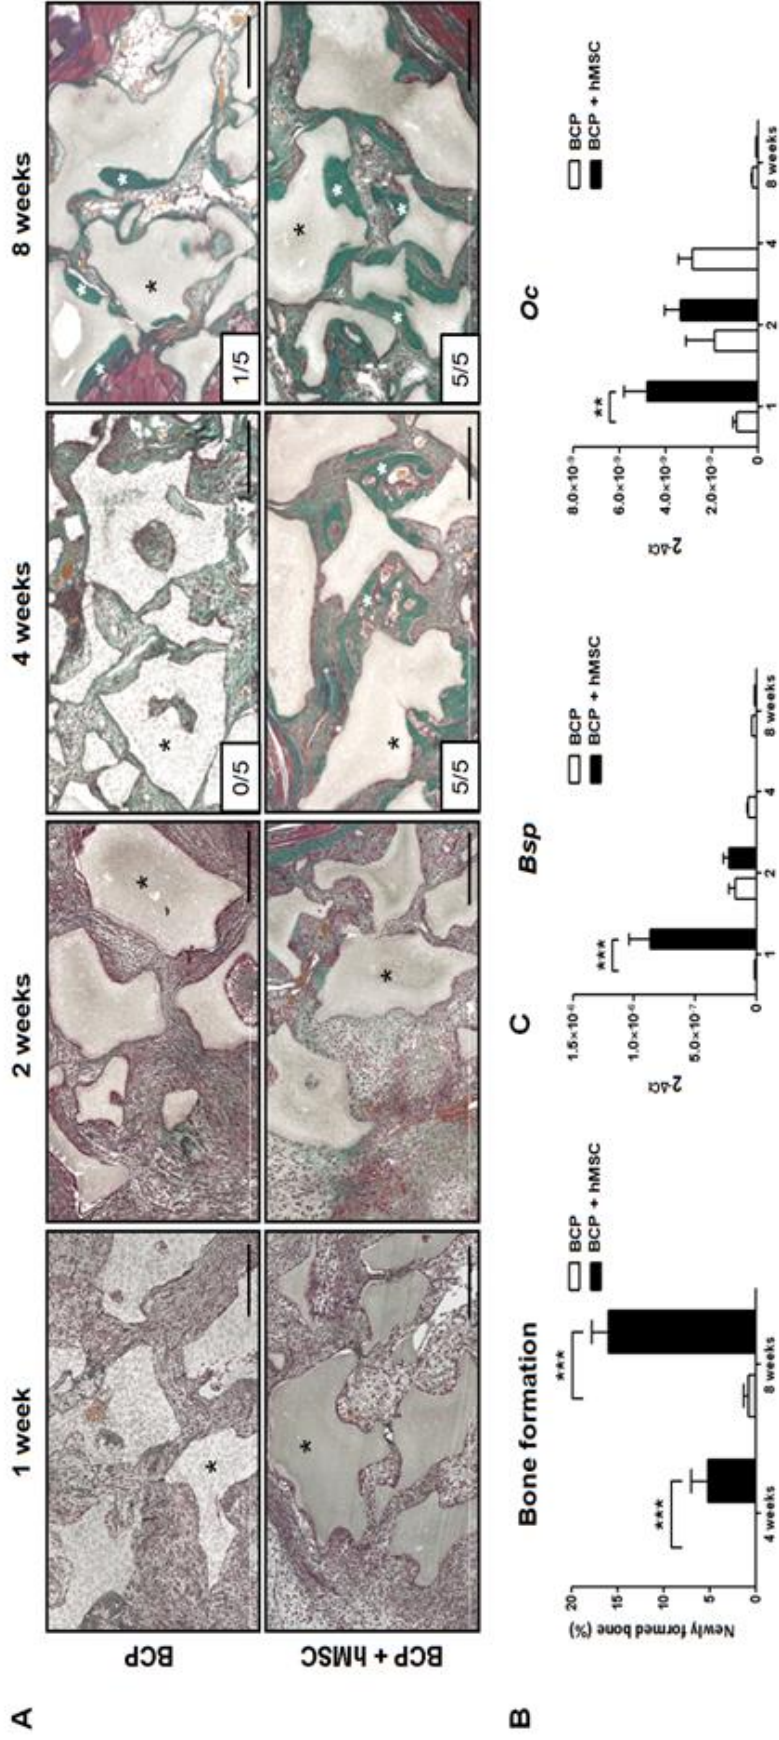 A
1 week
2 weeks
4 weeks
8 weeks
BCP
*
*
0/5
*
1/5
*
*
*
*
BCP + hMSC
*
*
5/5
*
*
*
5/5
*
*
*
*
B
Bone formation
BCP
BCP + hMSC
Newly formed bone (%)
20
15
10
5
0
***
***
4 weeks
8 weeks
C
Bsp
BCP
BCP + hMSC
2-ΔCt
1.5×10⁻⁶
1.0×10⁻⁶
5.0×10⁻⁷
0
***
1
2
4
8 weeks
Oc
BCP
BCP + hMSC
2-ΔCt
8.0×10⁻⁹
6.0×10⁻⁹
4.0×10⁻⁹
2.0×10⁻⁹
0
**
1
2
4
8 weeks